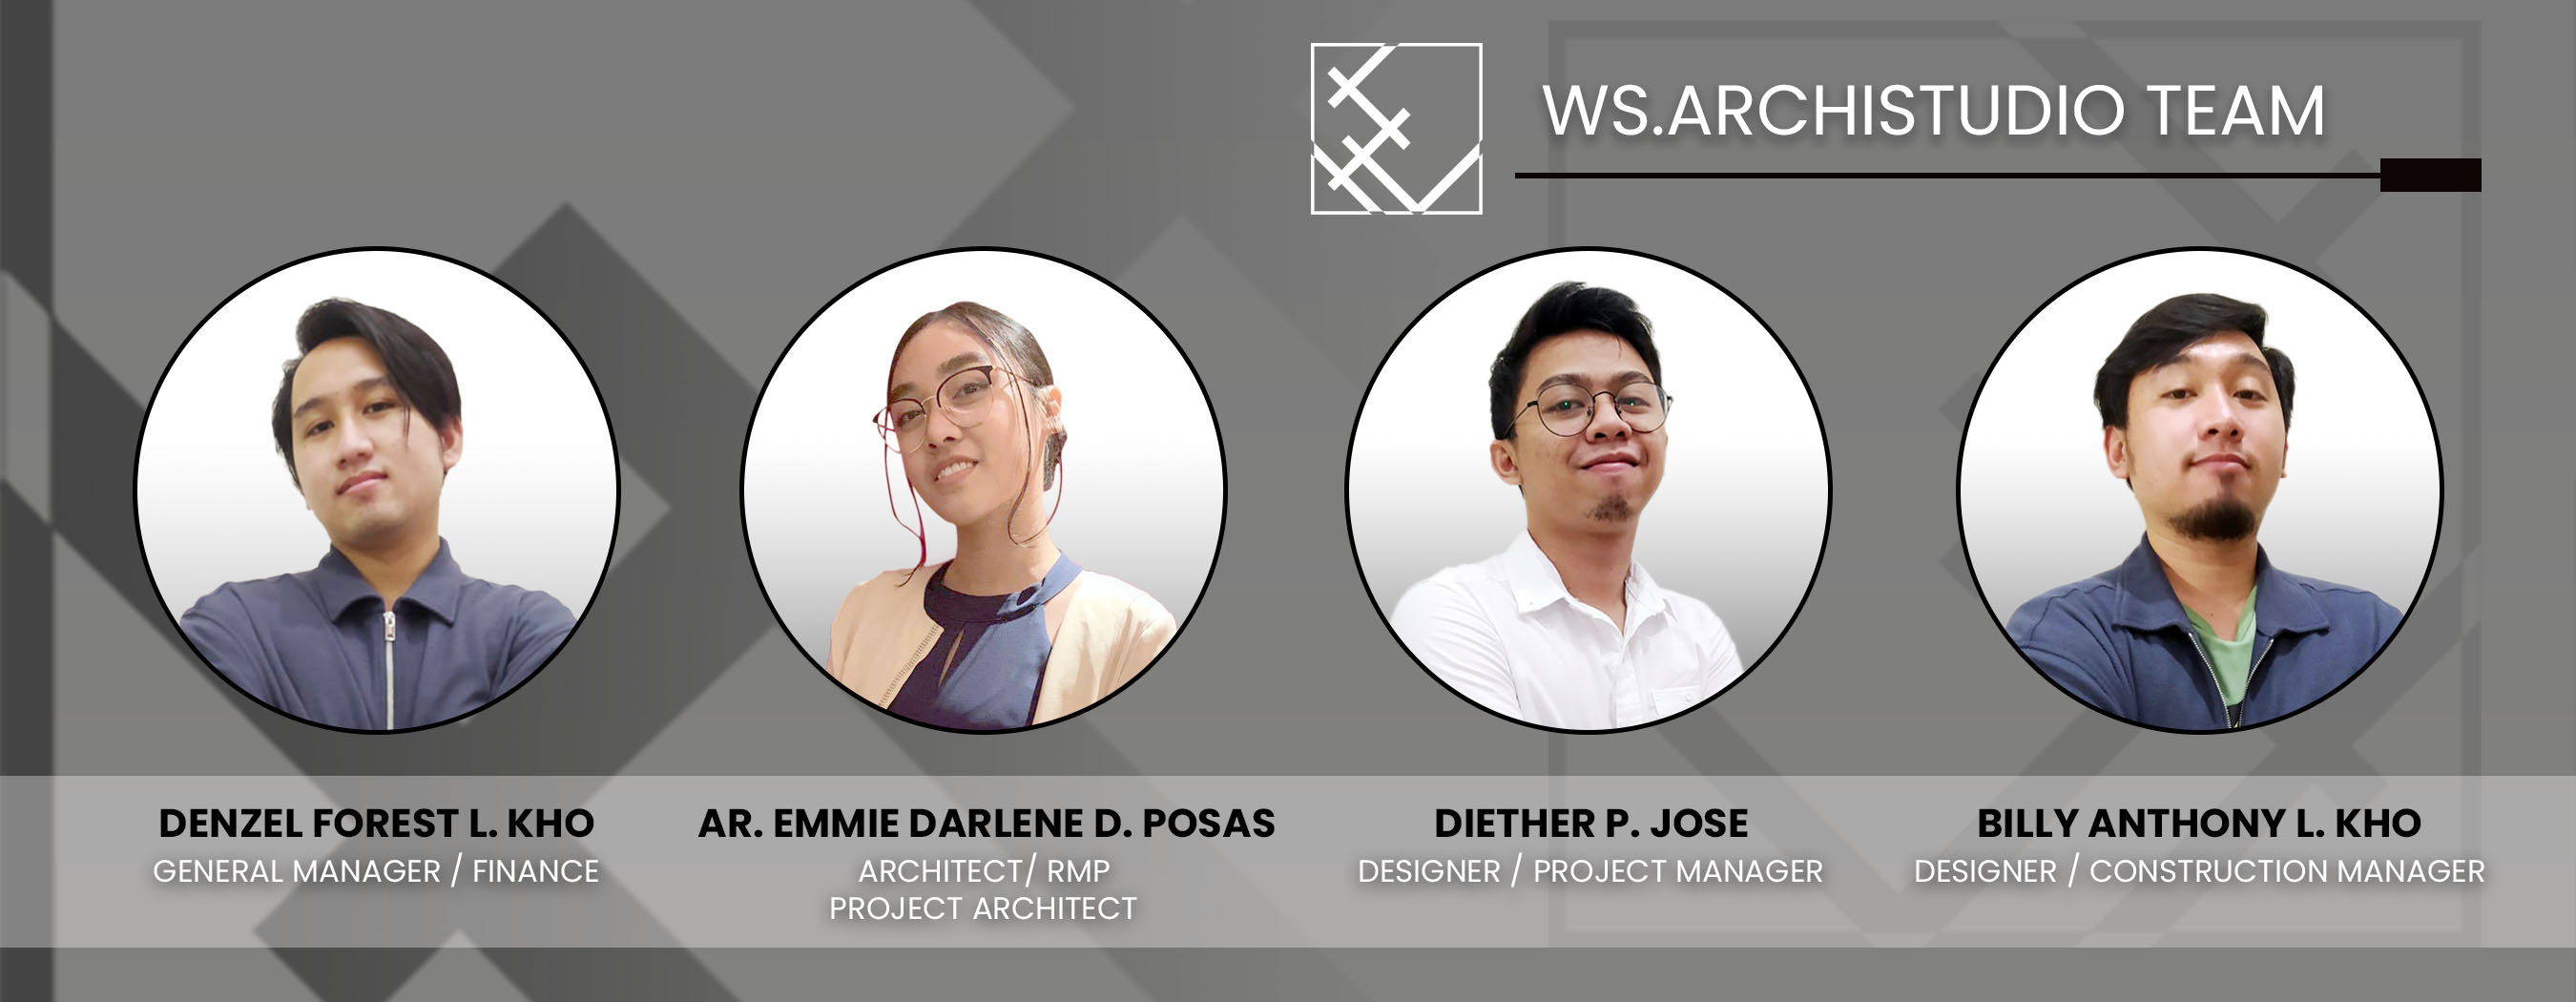 WS.ARCHISTUDIO TEAM
DENZEL FOREST L. KHO
GENERAL MANAGER / FINANCE
AR. EMMIE DARLENE D. POSAS
ARCHITECT/ RMP
PROJECT ARCHITECT
DIETHER P. JOSE
DESIGNER / PROJECT MANAGER
BILLY ANTHONY L. KHO
DESIGNER / CONSTRUCTION MANAGER